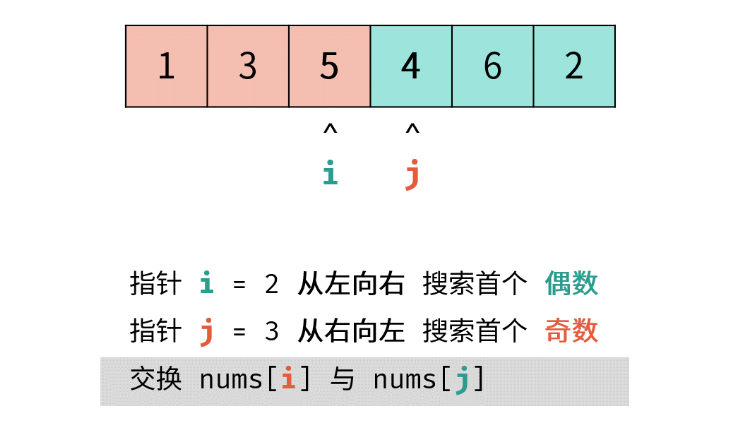 1 3 5 4 6 2
^ ^
i j
指针 i = 2 从左向右 搜索首个 偶数
指针 j = 3 从右向左 搜索首个 奇数
交换 nums[i] 与 nums[j]